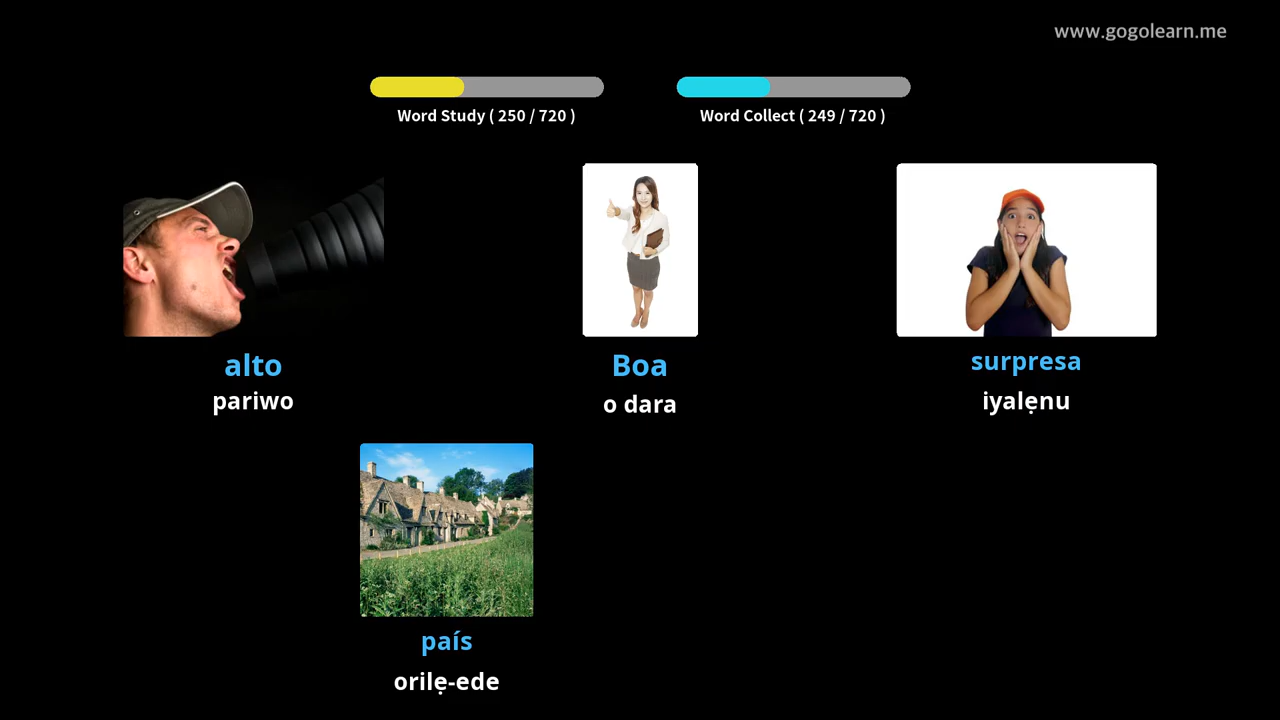 www.gogolearn.me
Word Study ( 250 / 720 )
Word Collect ( 249 / 720 )
alto
pariwo
Boa
o dara
surpresa
iyalẹnu
país
orilẹ-ede